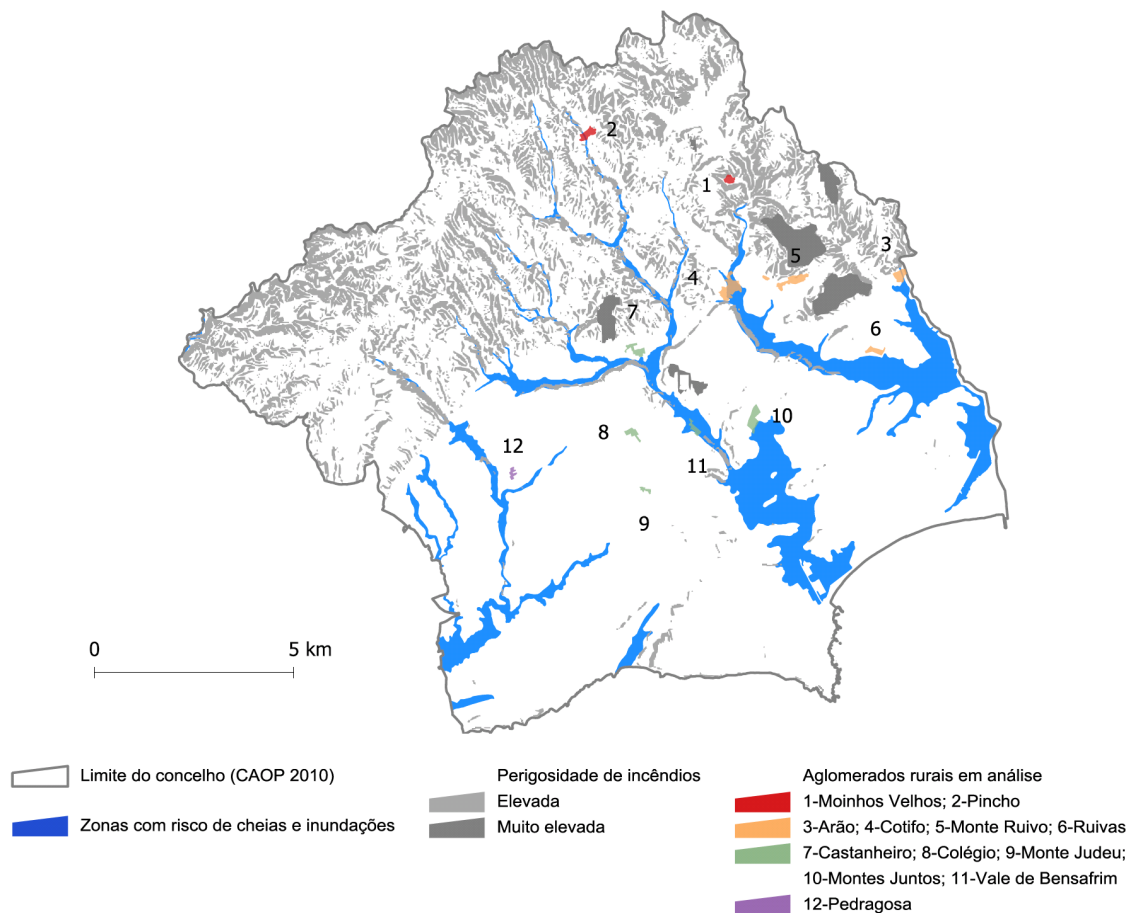 2
1
3
5
4
7
6
10
8
12
11
9
0 5 km
Limite do concelho (CAOP 2010)
Zonas com risco de cheias e inundações
Perigosidade de incêndios
Elevada
Muito elevada
Aglomerados rurais em análise
1-Moinhos Velhos; 2-Pincho
3-Arão; 4-Cotifo; 5-Monte Ruivo; 6-Ruivas
7-Castanheiro; 8-Colégio; 9-Monte Judeu;
10-Montes Juntos; 11-Vale de Bensafrim
12-Pedragosa